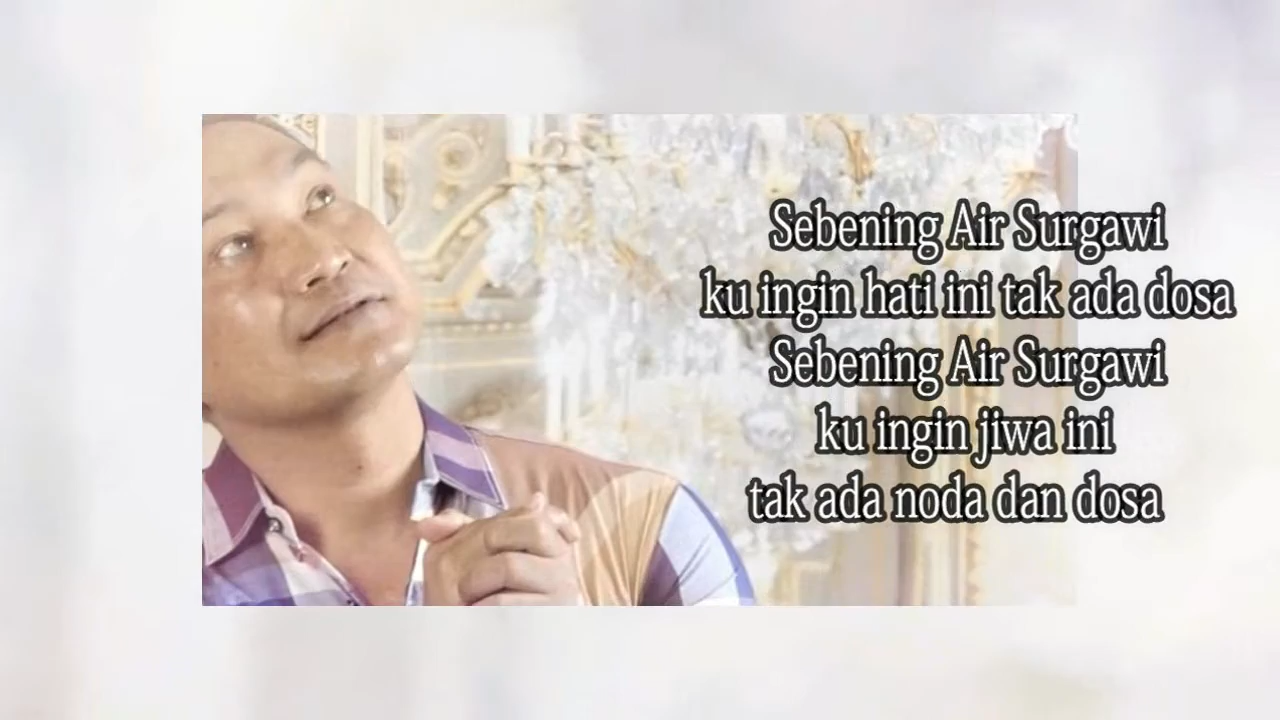 Sebening Air Surgawi
ku ingin hati ini tak ada dosa
Sebening Air Surgawi
ku ingin jiwa ini
tak ada noda dan dosa